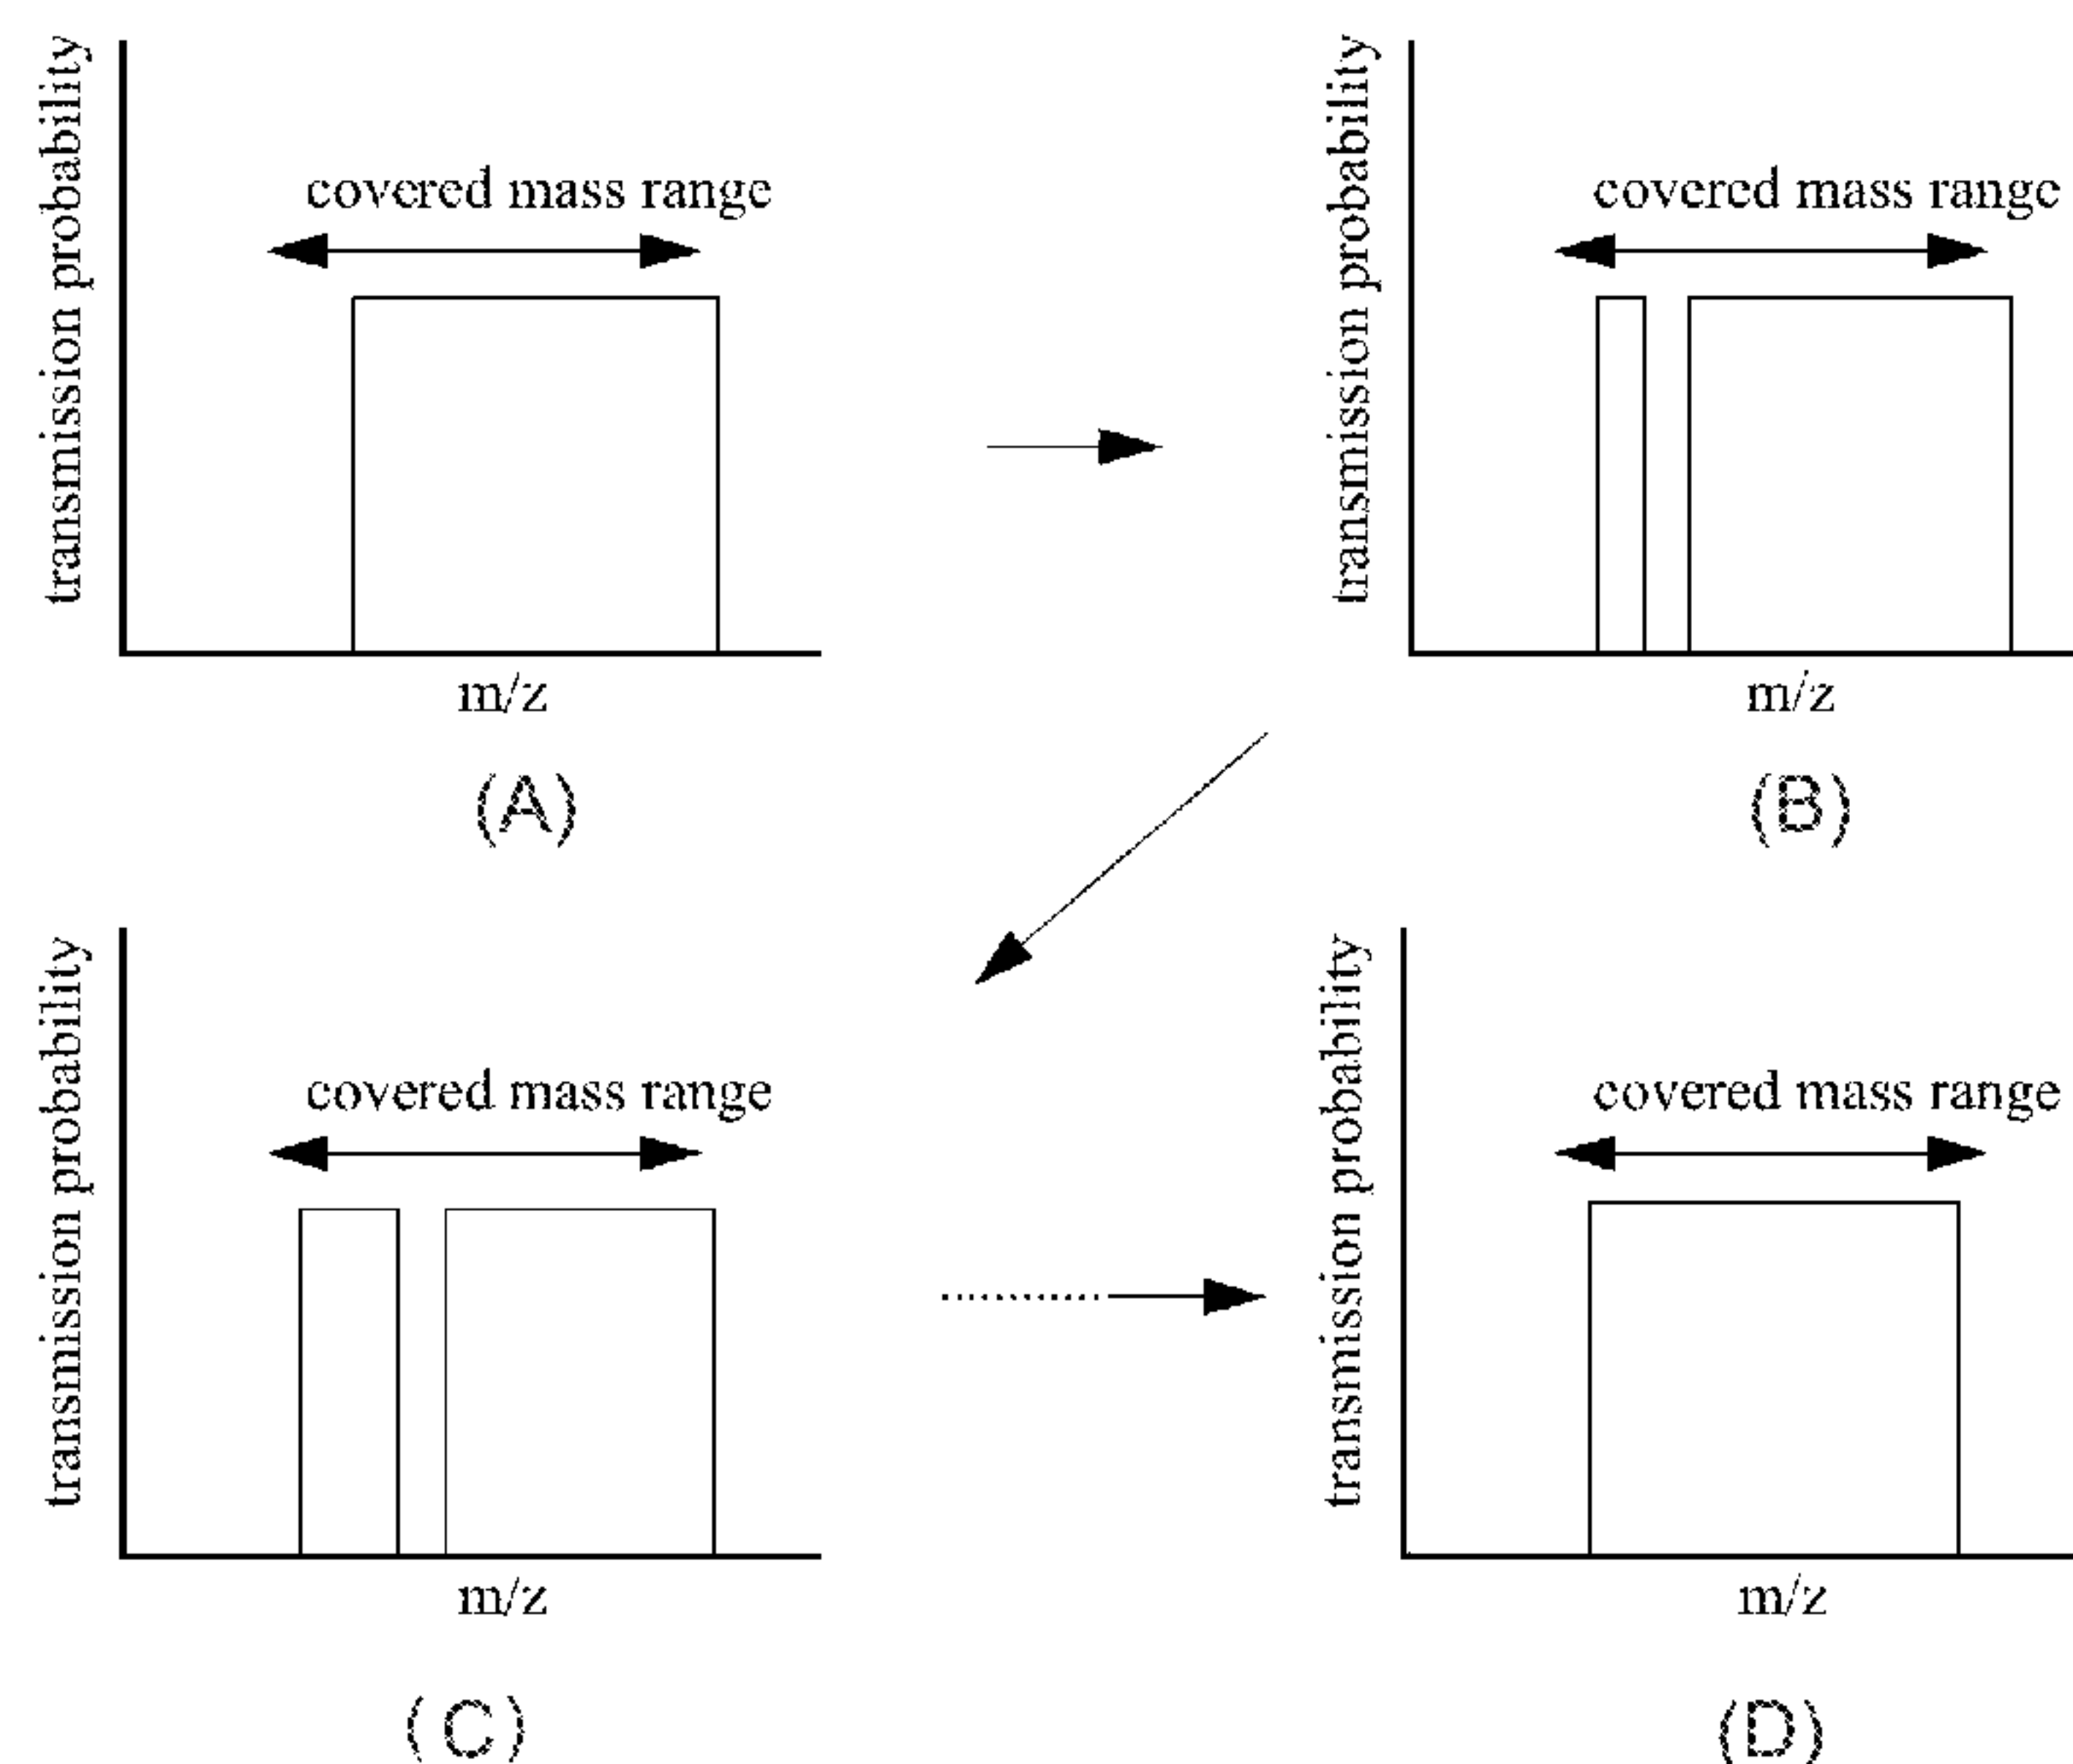 transmission probability
covered mass range
m/z
(A)
transmission probability
covered mass range
m/z
(B)
transmission probability
covered mass range
m/z
(C)
transmission probability
covered mass range
m/z
(D)